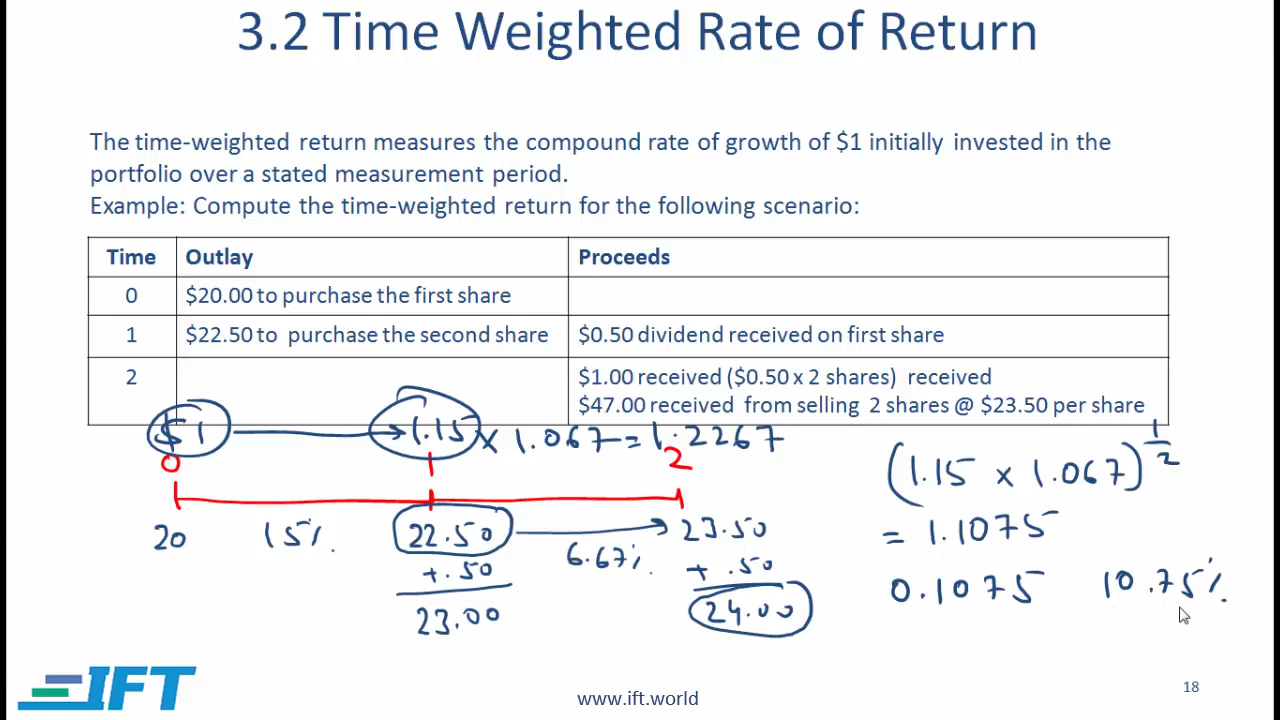 3.2 Time Weighted Rate of Return
The time-weighted return measures the compound rate of growth of $1 initially invested in the
portfolio over a stated measurement period.
Example: Compute the time-weighted return for the following scenario:
Time Outlay Proceeds
0 $20.00 to purchase the first share
1 $22.50 to purchase the second share $0.50 dividend received on first share
2 $1.00 received ($0.50 x 2 shares) received
$47.00 received from selling 2 shares @ $23.50 per share
$1 1.15 x 1.067 = 1.2267
0 1 2
(1.15 x 1.067)^1/2
20 15% 22.50 6.67% 23.50
= 1.1075
+ .50 + .50
0.1075 10.75%
23.00 24.00
IFT
www.ift.world
18